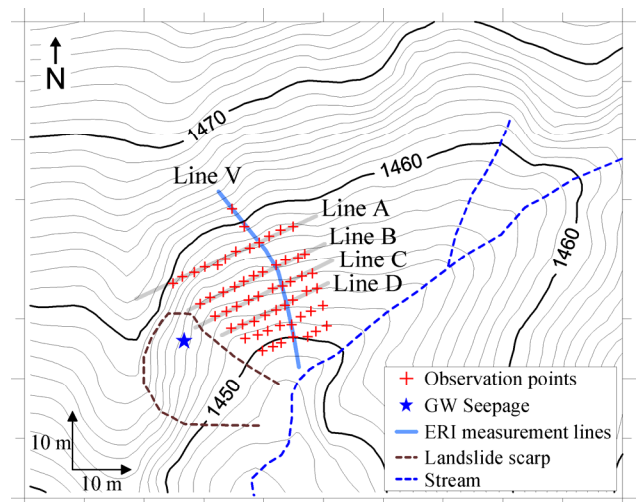 N
1470
1460
Line V
Line A
Line B
Line C
Line D
1460
1450
10 m
10 m
Observation points
GW Seepage
ERI measurement lines
Landslide scarp
Stream